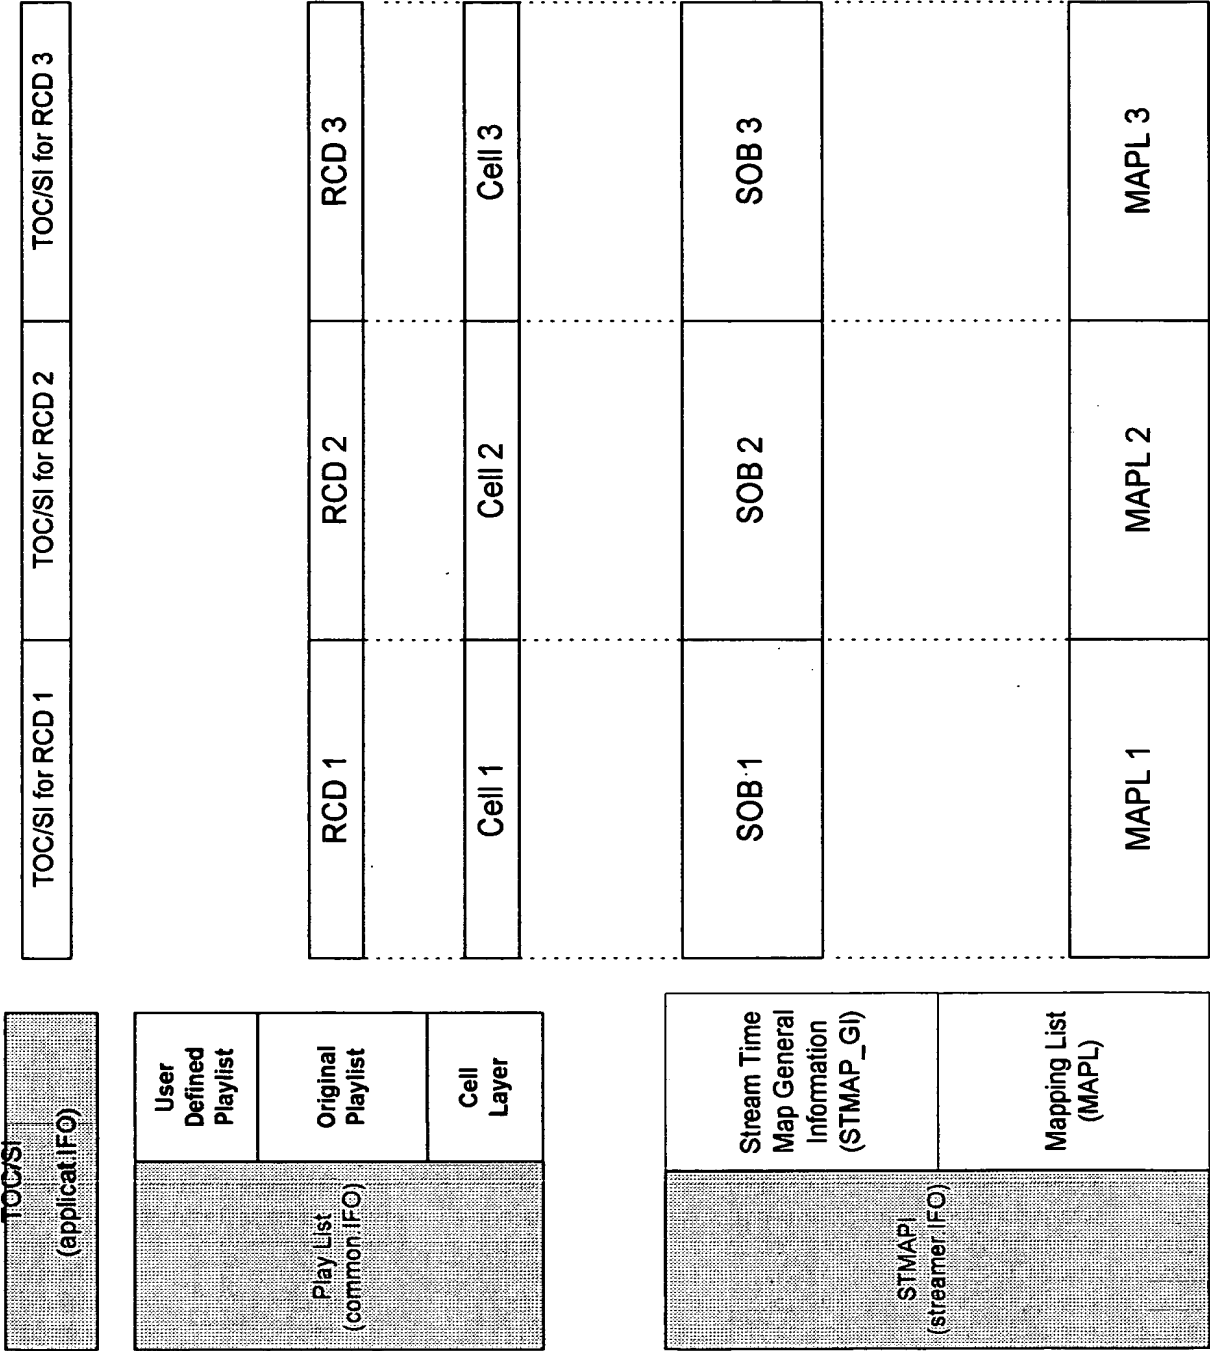 TOC/SI
(applicat.IFO)
TOC/SI for RCD 1
TOC/SI for RCD 2
TOC/SI for RCD 3
Play List
(common.IFO)
User
Defined
Playlist
Original
Playlist
RCD 1
RCD 2
RCD 3
Cell
Layer
Cell 1
Cell 2
Cell 3
STMAPI
(streamer.IFO)
Stream Time
Map General
Information
(STMAP_GI)
SOB 1
SOB 2
SOB 3
Mapping List
(MAPL)
MAPL 1
MAPL 2
MAPL 3